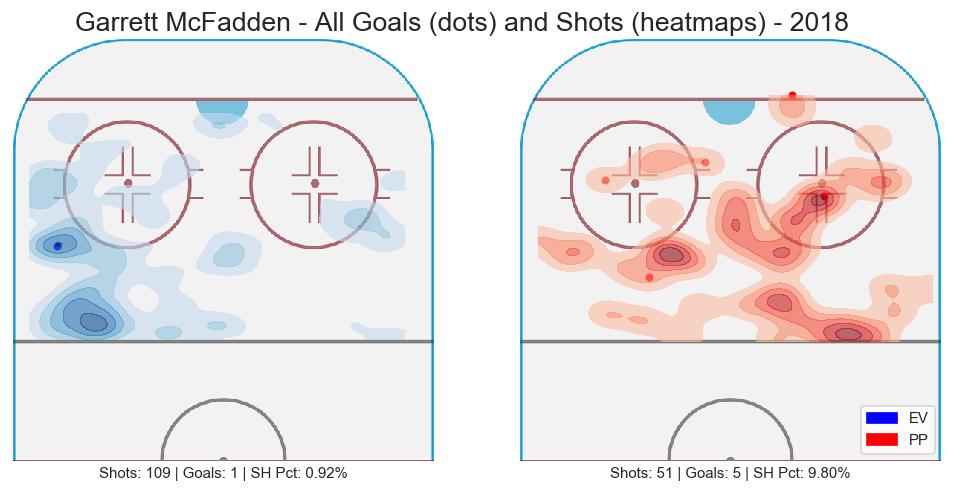 Garrett McFadden - All Goals (dots) and Shots (heatmaps) - 2018
EV
PP
Shots: 109 | Goals: 1 | SH Pct: 0.92%
Shots: 51 | Goals: 5 | SH Pct: 9.80%